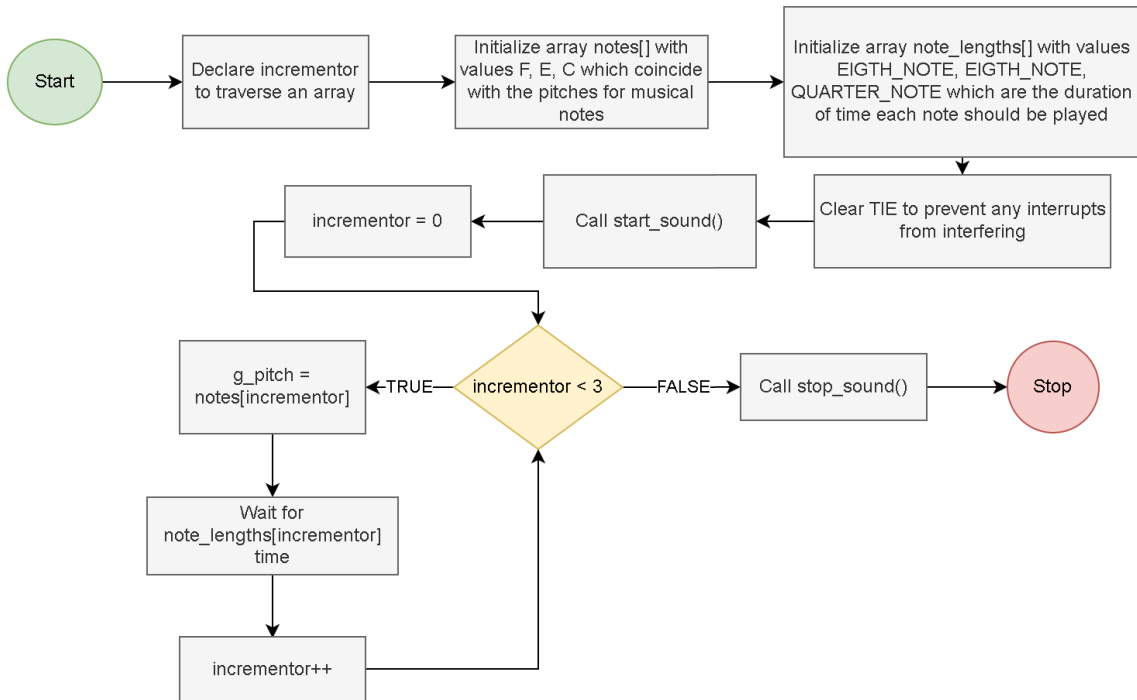 Start
Declare incrementor
to traverse an array
Initialize array notes[] with
values F, E, C which coincide
with the pitches for musical
notes
Initialize array note_lengths[] with values
EIGTH_NOTE, EIGTH_NOTE,
QUARTER_NOTE which are the duration
of time each note should be played
Clear TIE to prevent any interrupts
from interfering
Call start_sound()
incrementor = 0
incrementor < 3
TRUE
g_pitch =
notes[incrementor]
Wait for
note_lengths[incrementor]
time
incrementor++
FALSE
Call stop_sound()
Stop